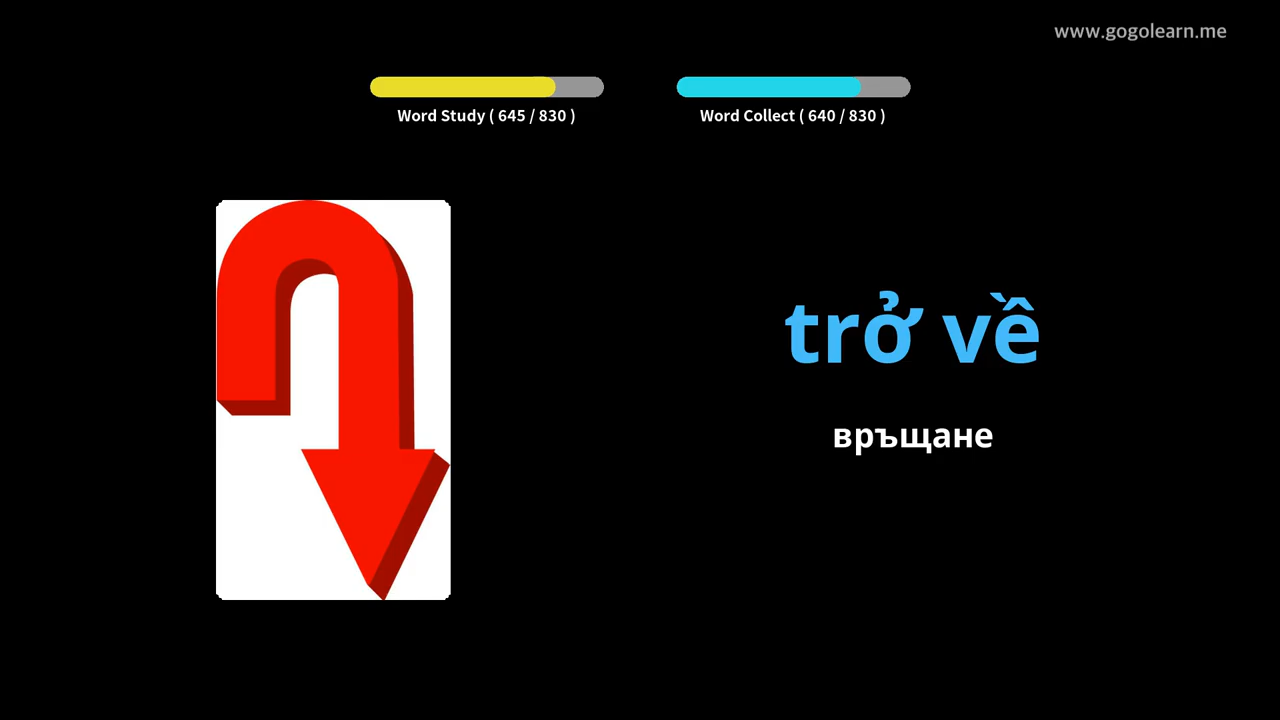 www.gogolearn.me
Word Study ( 645 / 830 )
Word Collect ( 640 / 830 )
trở về
връщане